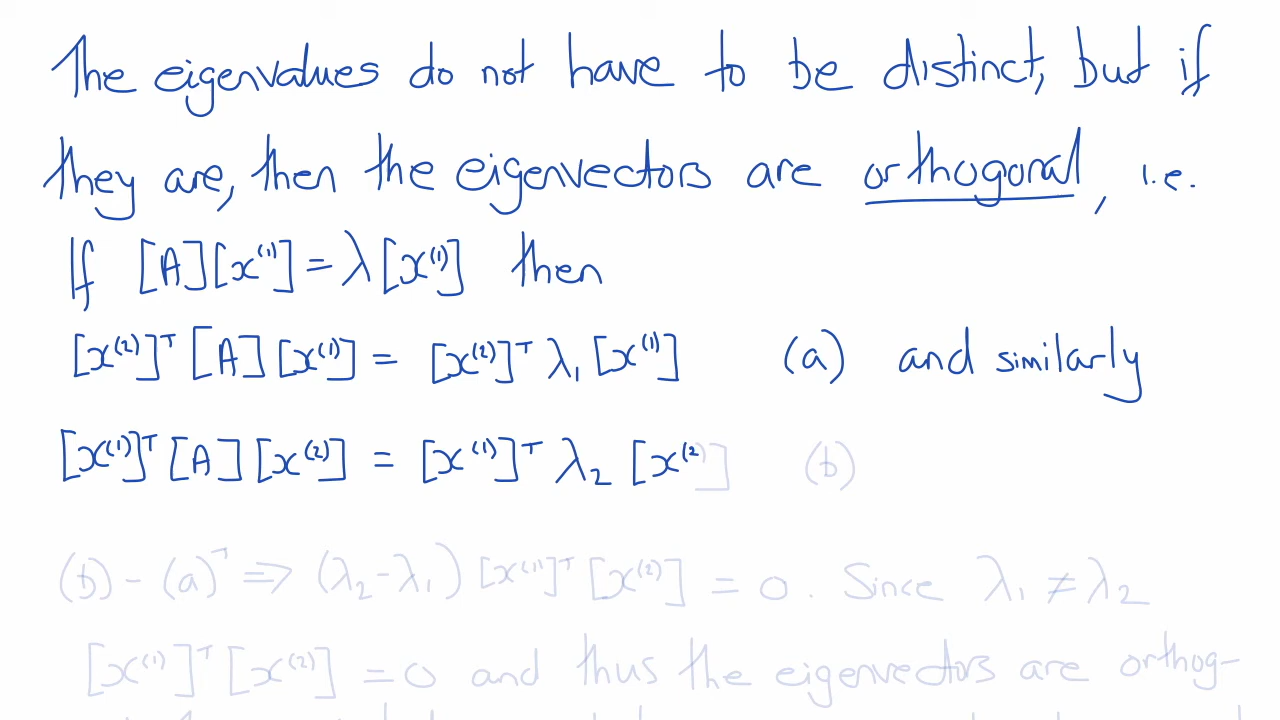 The eigenvalues do not have to be distinct, but if
they are, then the eigenvectors are orthogonal, i.e.
If [A][x⁽¹⁾] = λ[x⁽¹⁾] then
[x⁽²⁾]ᵀ [A] [x⁽¹⁾] = [x⁽²⁾]ᵀ λ₁ [x⁽¹⁾] (a) and similarly
[x⁽¹⁾]ᵀ [A] [x⁽²⁾] = [x⁽¹⁾]ᵀ λ₂ [x⁽²⁾] (b)
(b) - (a)ᵀ ⇒ (λ₂-λ₁) [x⁽¹⁾]ᵀ [x⁽²⁾] = 0. Since λ₁ ≠ λ₂
[x⁽¹⁾]ᵀ [x⁽²⁾] = 0 and thus the eigenvectors are orthog-